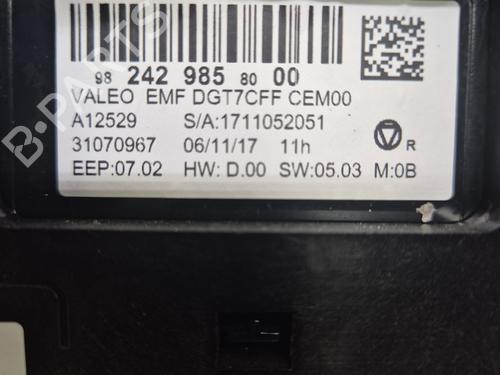 98 242 985 80 00
VALEO EMF DGT7CFF CEM00
A12529 S/A:1711052051
31070967 06/11/17 11h R
EEP:07.02 HW: D.00 SW:05.03 M:0B
B-PARTS